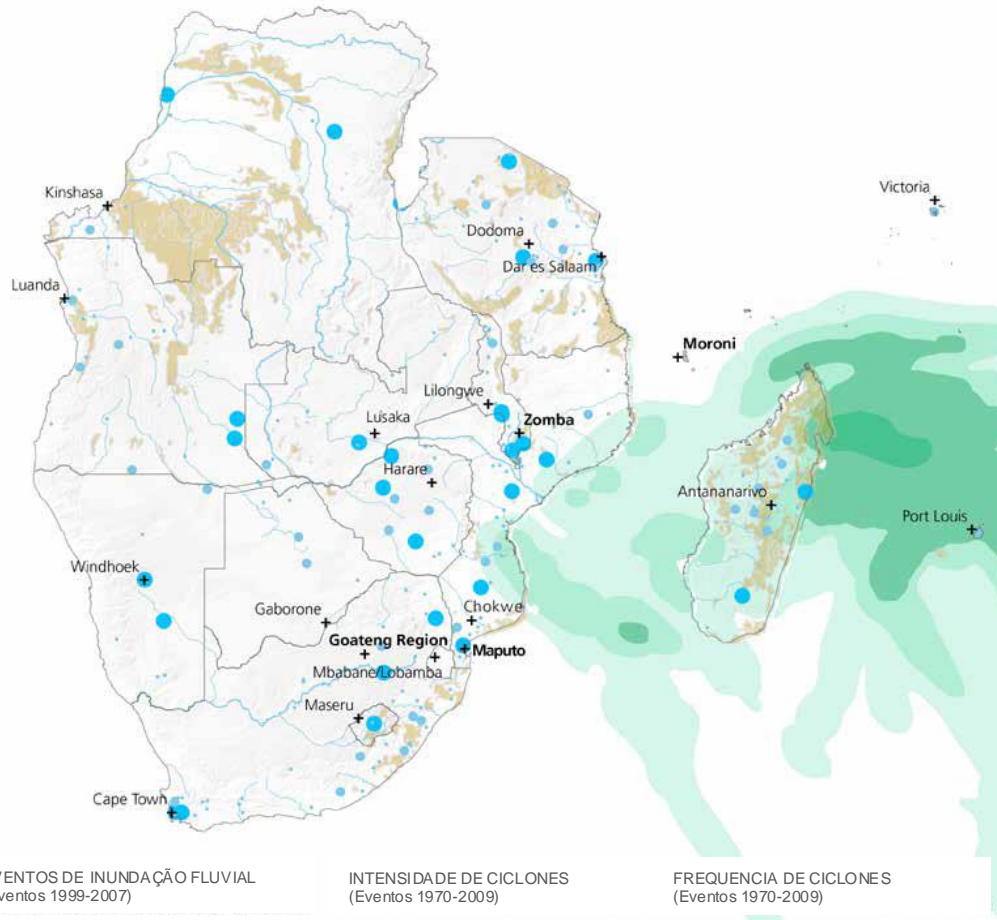 Kinshasa
Victoria
Dodoma
Dar es Salaam
Luanda
Moroni
Lilongwe
Zomba
Lusaka
Harare
Antananarivo
Port Louis
Windhoek
Chokwe
Gaborone
Goateng Region
Maputo
Mbabane/Lobamba
Maseru
Cape Town
VENTOS DE INUNDAÇÃO FLUVIAL
ventos 1999-2007)
INTENSIDADE DE CICLONES
(Eventos 1970-2009)
FREQUENCIA DE CICLONES
(Eventos 1970-2009)